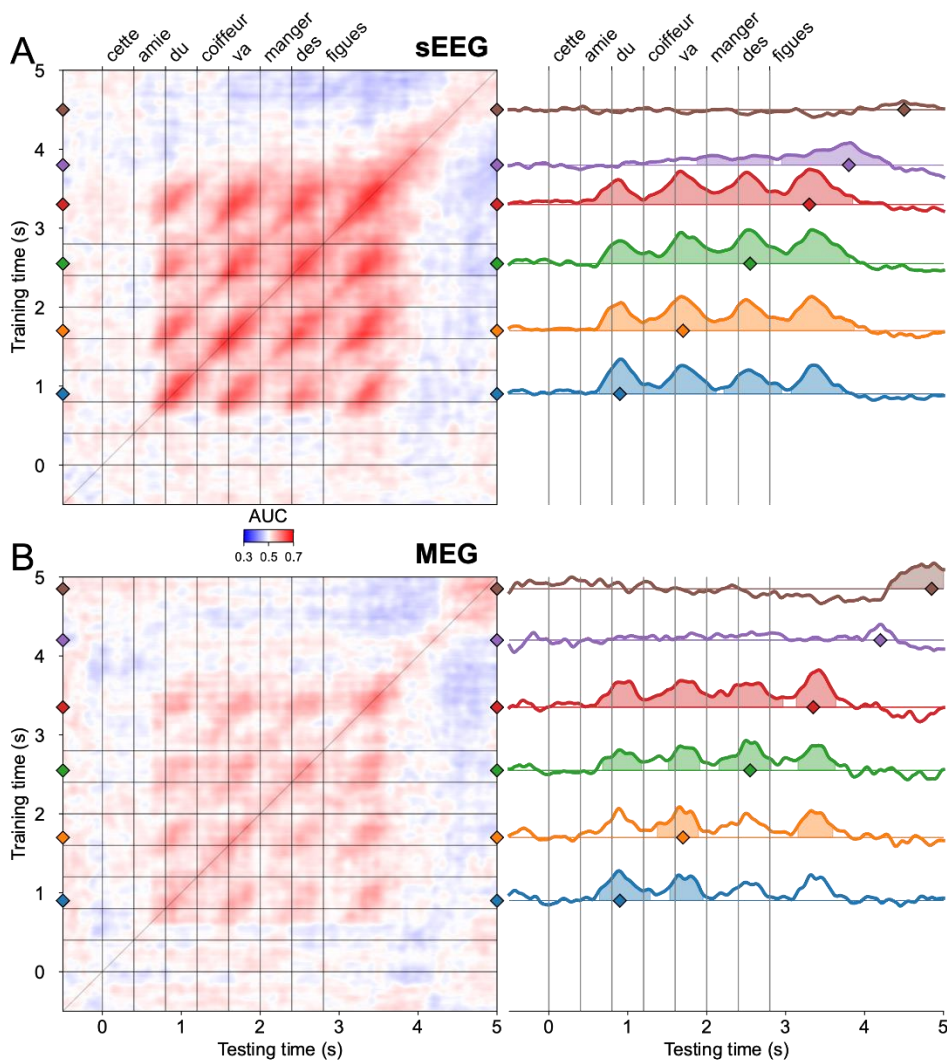 cette amie du coiffeur va manger des figues cette amie du coiffeur va manger des figues
A sEEG
5
4
3
2
1
0
Training time (s)
AUC
0.3 0.5 0.7
B MEG
5
4
3
2
1
0
Training time (s)
0 1 2 3 4 5 0 1 2 3 4 5
Testing time (s) Testing time (s)